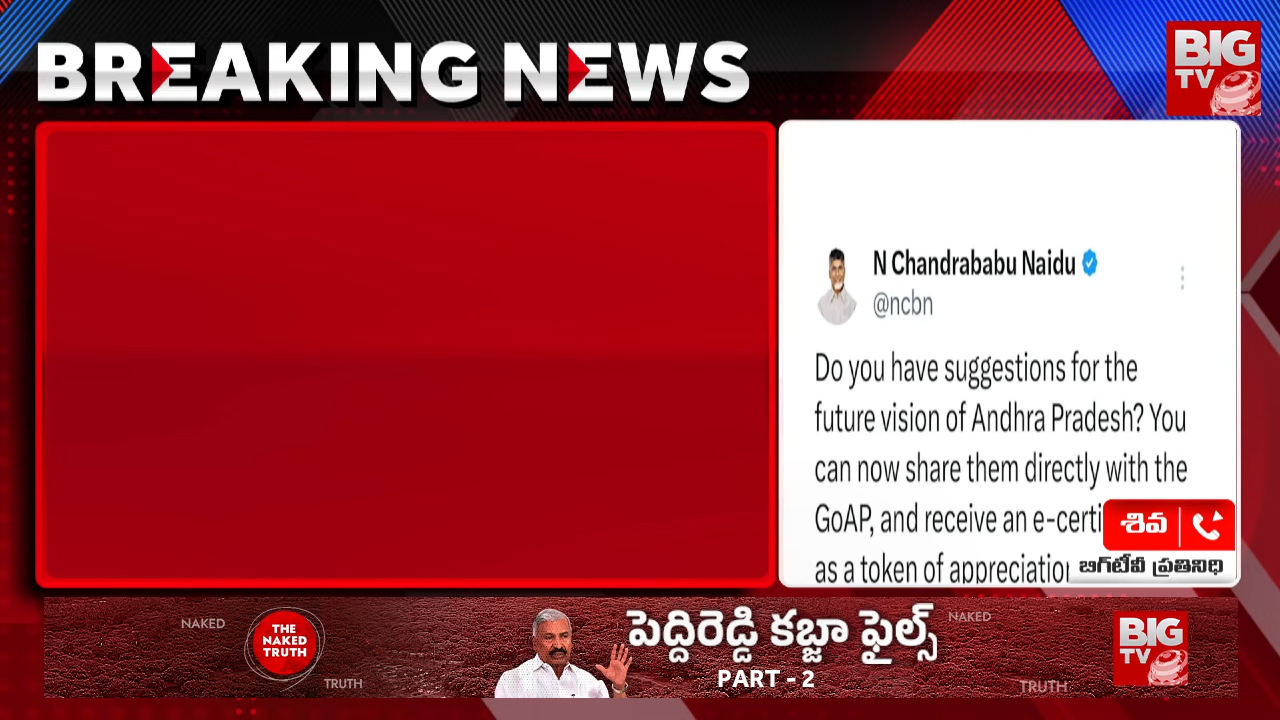 BREAKING NEWS
BIG
TV
N Chandrababu Naidu
@ncbn
Do you have suggestions for the
future vision of Andhra Pradesh? You
can now share them directly with the
GoAP, and receive an e-certi
as a token of appreciation
శివ
బిగ్‌టీవీ ప్రతినిధి
NAKED
THE
NAKED
TRUTH
TRUTH
పెద్దిరెడ్డి కబ్జా ఫైల్స్
PART - 2
NAKED
TRUTH
BIG
TV